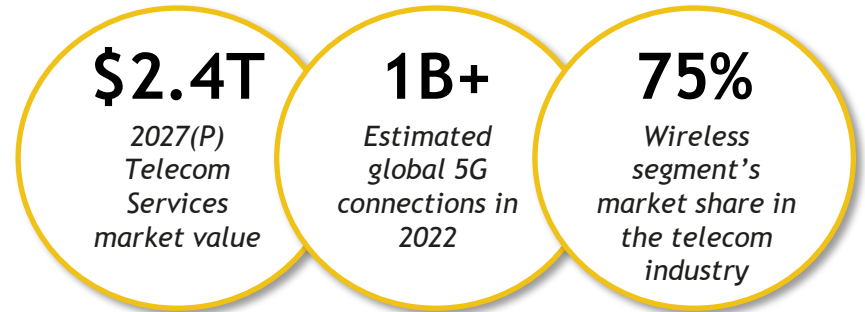 $2.4T
2027(P)
Telecom
Services
market value
1B+
Estimated
global 5G
connections in
2022
75%
Wireless
segment’s
market share in
the telecom
industry